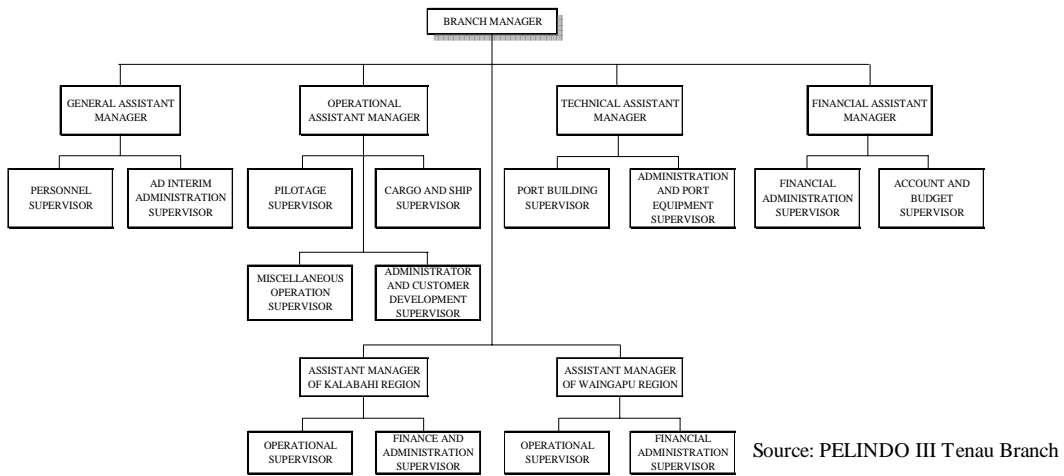 BRANCH MANAGER
GENERAL ASSISTANT
MANAGER
OPERATIONAL
ASSISTANT MANAGER
TECHNICAL ASSISTANT
MANAGER
FINANCIAL ASSISTANT
MANAGER
PERSONNEL
SUPERVISOR
AD INTERIM
ADMINISTRATION
SUPERVISOR
PILOTAGE
SUPERVISOR
CARGO AND SHIP
SUPERVISOR
PORT BUILDING
SUPERVISOR
ADMINISTRATION
AND PORT
EQUIPMENT
SUPERVISOR
FINANCIAL
ADMINISTRATION
SUPERVISOR
ACCOUNT AND
BUDGET
SUPERVISOR
MISCELLANEOUS
OPERATION
SUPERVISOR
ADMINISTRATOR
AND CUSTOMER
DEVELOPMENT
SUPERVISOR
ASSISTANT MANAGER
OF KALABAHI REGION
ASSISTANT MANAGER
OF WAINGAPU REGION
OPERATIONAL
SUPERVISOR
FINANCE AND
ADMINISTRATION
SUPERVISOR
OPERATIONAL
SUPERVISOR
FINANCIAL
ADMINISTRATION
SUPERVISOR
Source: PELINDO III Tenau Branch